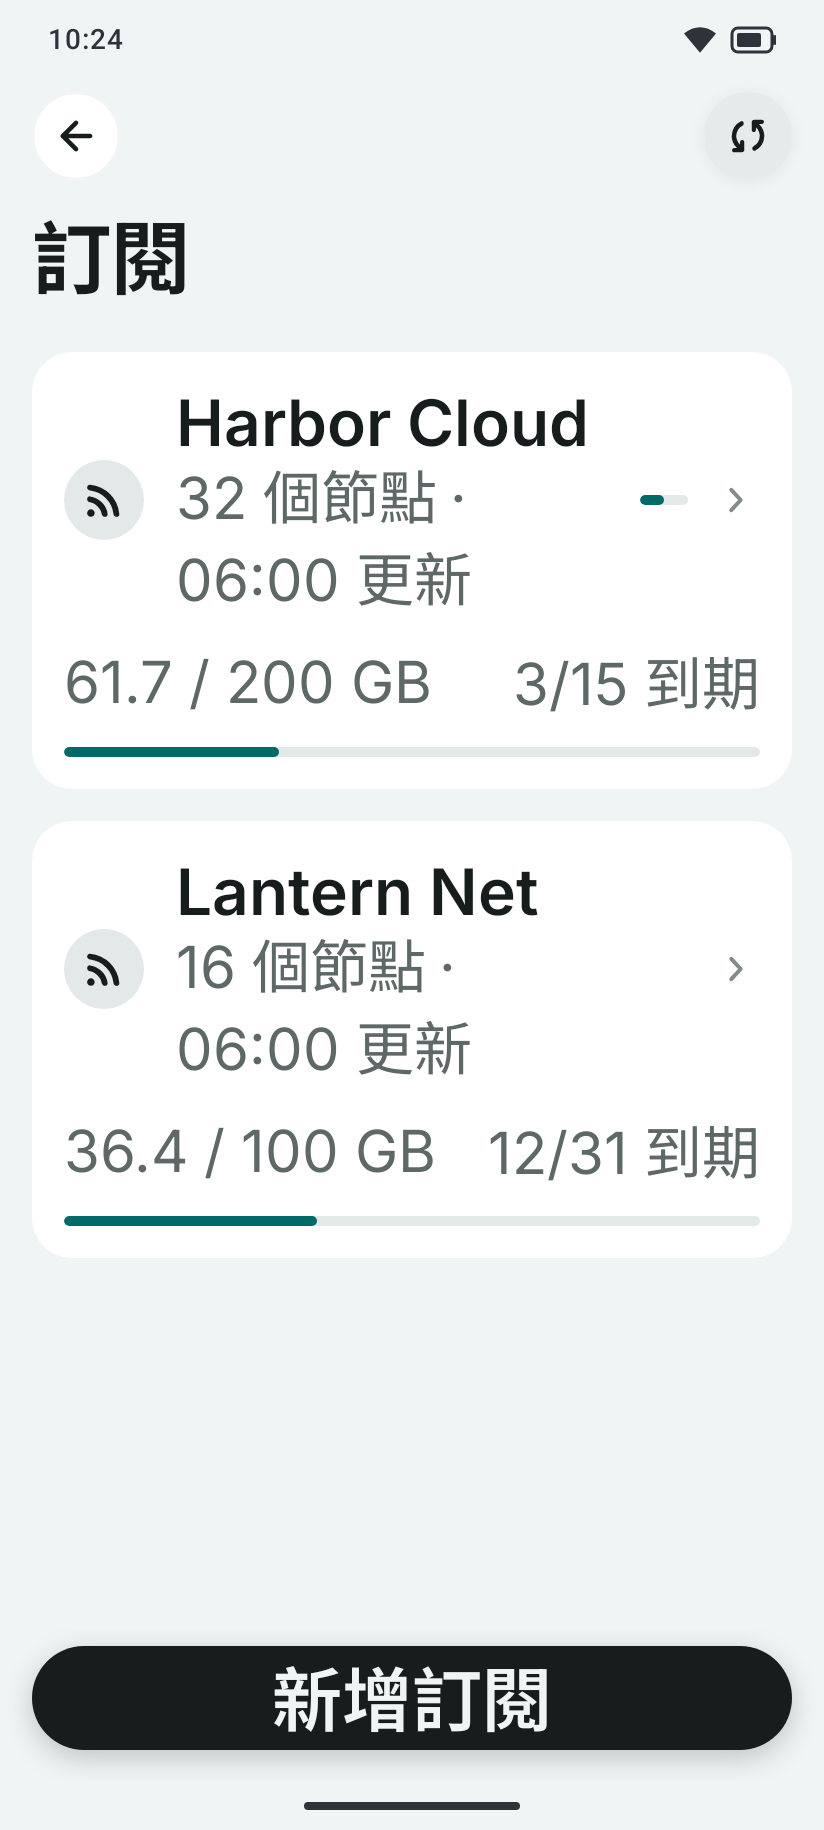 10:24
訂閱
Harbor Cloud
32 個節點 ·
06:00 更新
61.7 / 200 GB
3/15 到期
Lantern Net
16 個節點 ·
06:00 更新
36.4 / 100 GB
12/31 到期
新增訂閱